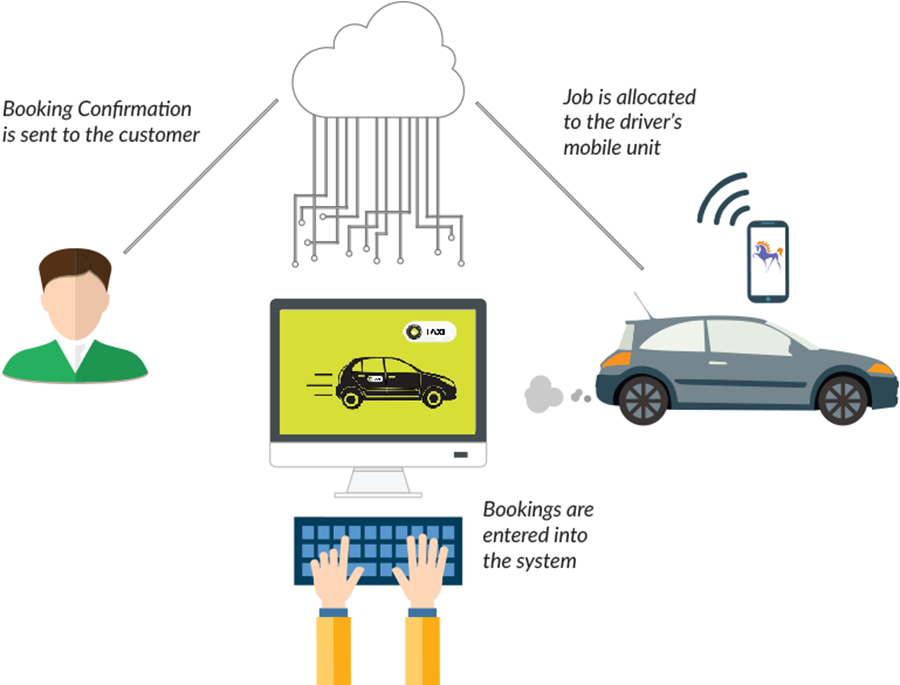 Booking Confirmation
is sent to the customer
Job is allocated
to the driver's
mobile unit
TAXI
Bookings are
entered into
the system